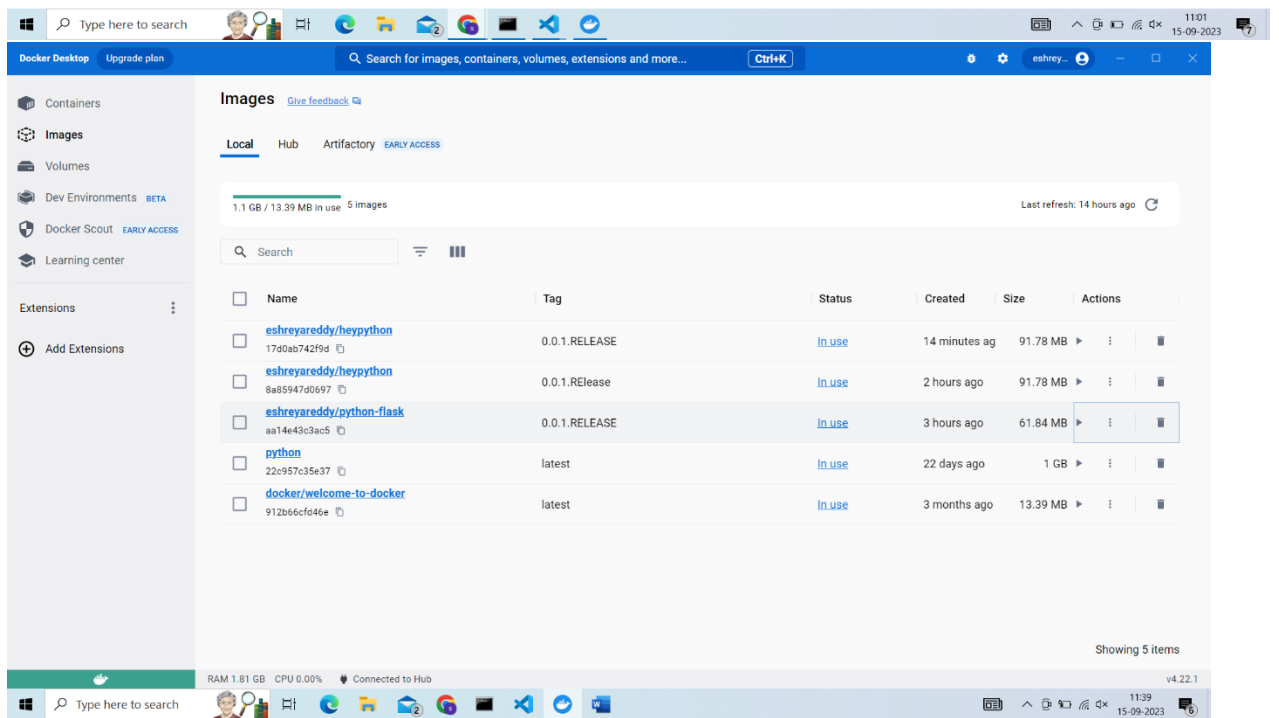 Type here to search
2
11:01
15-09-2023
7
Docker Desktop Upgrade plan Search for images, containers, volumes, extensions and more... Ctrl+K eshrey…
Containers
Images
Volumes
Dev Environments BETA
Docker Scout EARLY ACCESS
Learning center
Extensions
Add Extensions
Images Give feedback
Local Hub Artifactory EARLY ACCESS
1.1 GB / 13.39 MB in use 5 images Last refresh: 14 hours ago
Search
Name Tag Status Created Size Actions
eshreyareddy/heypython
17d0ab742f9d
0.0.1.RELEASE In use 14 minutes ag 91.78 MB
eshreyareddy/heypython
8a85947d0697
0.0.1.RElease In use 2 hours ago 91.78 MB
eshreyareddy/python-flask
aa14e43c3ac5
0.0.1.RELEASE In use 3 hours ago 61.84 MB
python
22c957c35e37
latest In use 22 days ago 1 GB
docker/welcome-to-docker
912b66cfd46e
latest In use 3 months ago 13.39 MB
Showing 5 items
RAM 1.81 GB CPU 0.00% Connected to Hub v4.22.1
Type here to search
2
11:39
15-09-2023
6